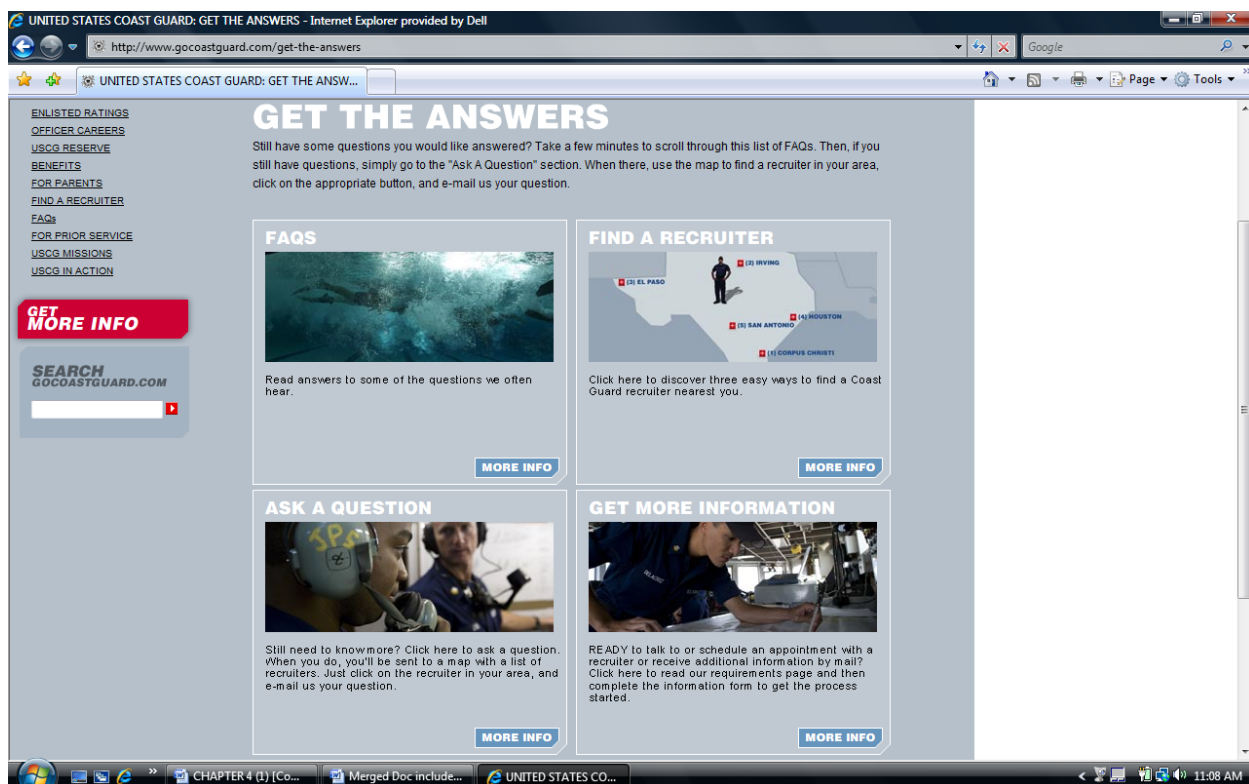 UNITED STATES COAST GUARD: GET THE ANSWERS - Internet Explorer provided by Dell
http://www.gocoastguard.com/get-the-answers
Google
UNITED STATES COAST GUARD: GET THE ANSW...
Page
Tools
ENLISTED RATINGS
OFFICER CAREERS
USCG RESERVE
BENEFITS
FOR PARENTS
FIND A RECRUITER
FAQs
FOR PRIOR SERVICE
USCG MISSIONS
USCG IN ACTION
GET
MORE INFO
SEARCH
GOCOASTGUARD.COM
GET THE ANSWERS
Still have some questions you would like answered? Take a few minutes to scroll through this list of FAQs. Then, if you
still have questions, simply go to the "Ask A Question" section. When there, use the map to find a recruiter in your area,
click on the appropriate button, and e-mail us your question.
FAQS
Read answers to some of the questions we often
hear.
MORE INFO
FIND A RECRUITER
(2) IRVING
(3) EL PASO
(4) HOUSTON
(5) SAN ANTONIO
(1) CORPUS CHRISTI
Click here to discover three easy ways to find a Coast
Guard recruiter nearest you.
MORE INFO
ASK A QUESTION
JPS
Still need to know more? Click here to ask a question.
When you do, you'll be sent to a map with a list of
recruiters. Just click on the recruiter in your area, and
e-mail us your question.
MORE INFO
GET MORE INFORMATION
READY to talk to or schedule an appointment with a
recruiter or receive additional information by mail?
Click here to read our requirements page and then
complete the information form to get the process
started.
MORE INFO
CHAPTER 4 (1) [Co...
Merged Doc include...
UNITED STATES CO...
11:08 AM